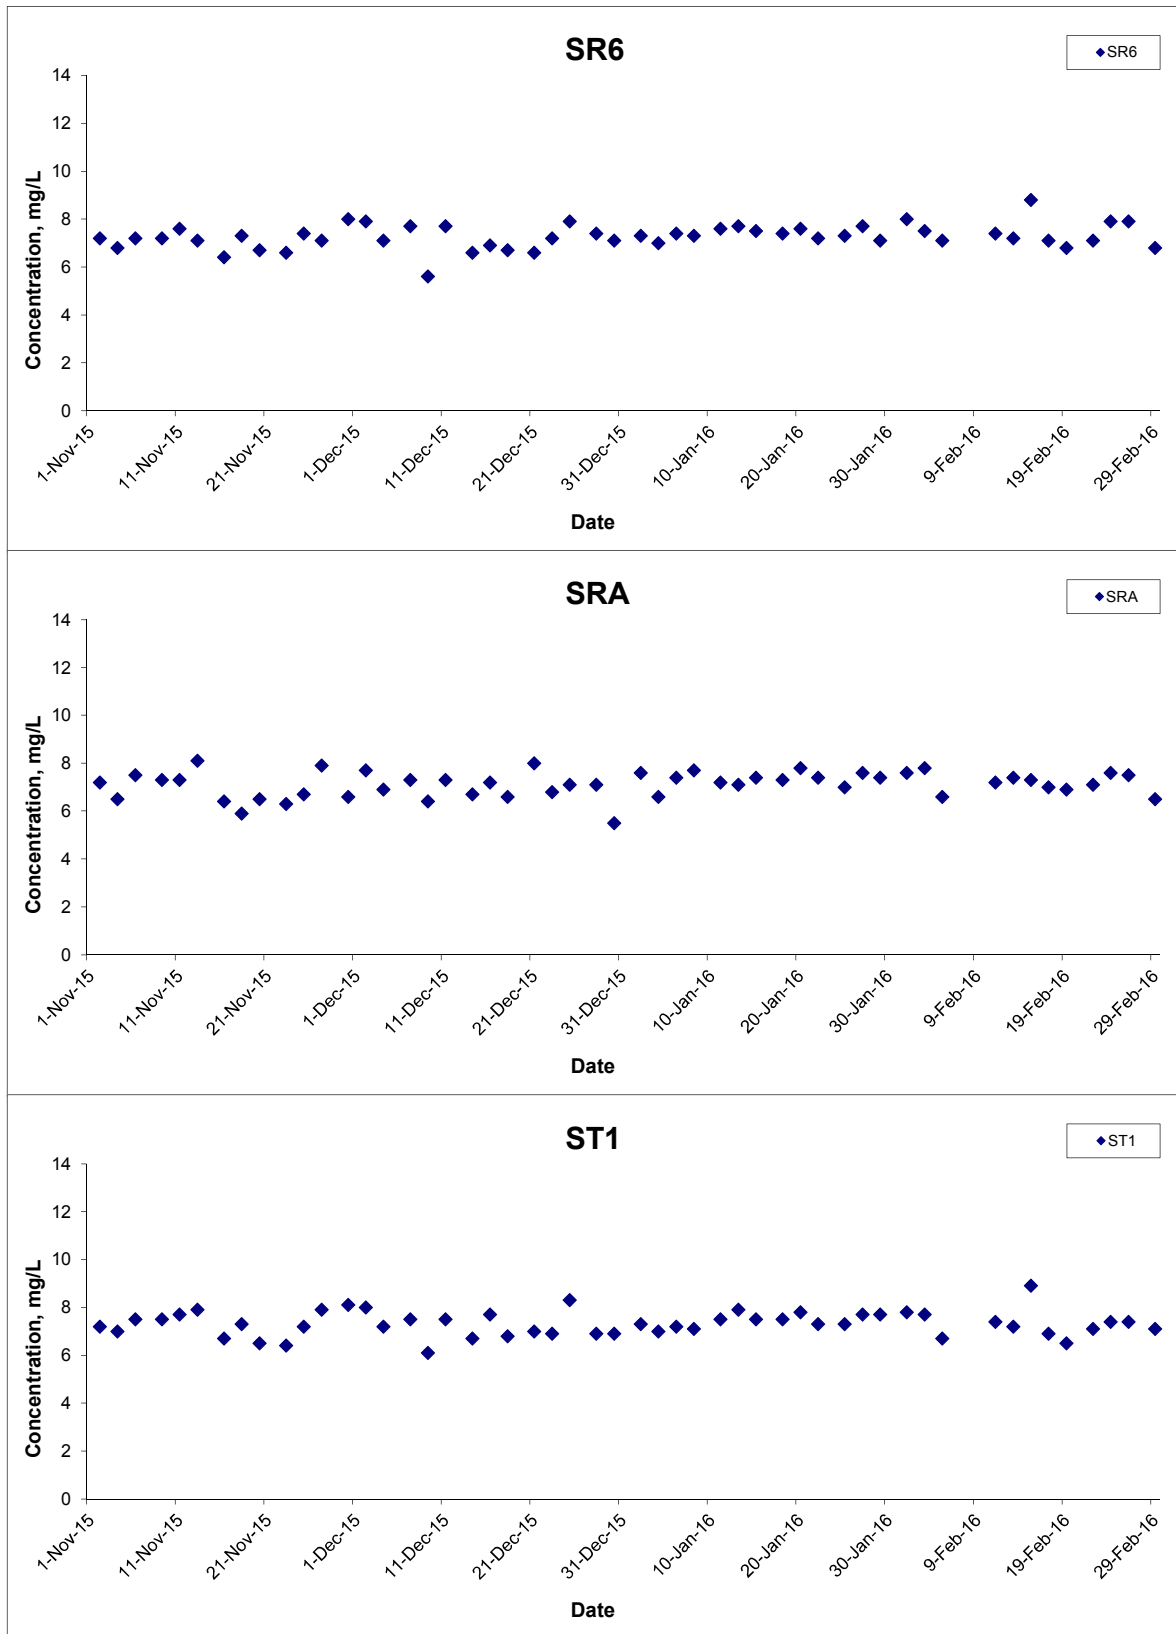 SR6
SR6
14
12
10
8
6
4
2
0
Concentration, mg/L
1-Nov-15
11-Nov-15
21-Nov-15
1-Dec-15
11-Dec-15
21-Dec-15
31-Dec-15
10-Jan-16
20-Jan-16
30-Jan-16
9-Feb-16
19-Feb-16
29-Feb-16
Date
SRA
SRA
14
12
10
8
6
4
2
0
Concentration, mg/L
1-Nov-15
11-Nov-15
21-Nov-15
1-Dec-15
11-Dec-15
21-Dec-15
31-Dec-15
10-Jan-16
20-Jan-16
30-Jan-16
9-Feb-16
19-Feb-16
29-Feb-16
Date
ST1
ST1
14
12
10
8
6
4
2
0
Concentration, mg/L
1-Nov-15
11-Nov-15
21-Nov-15
1-Dec-15
11-Dec-15
21-Dec-15
31-Dec-15
10-Jan-16
20-Jan-16
30-Jan-16
9-Feb-16
19-Feb-16
29-Feb-16
Date